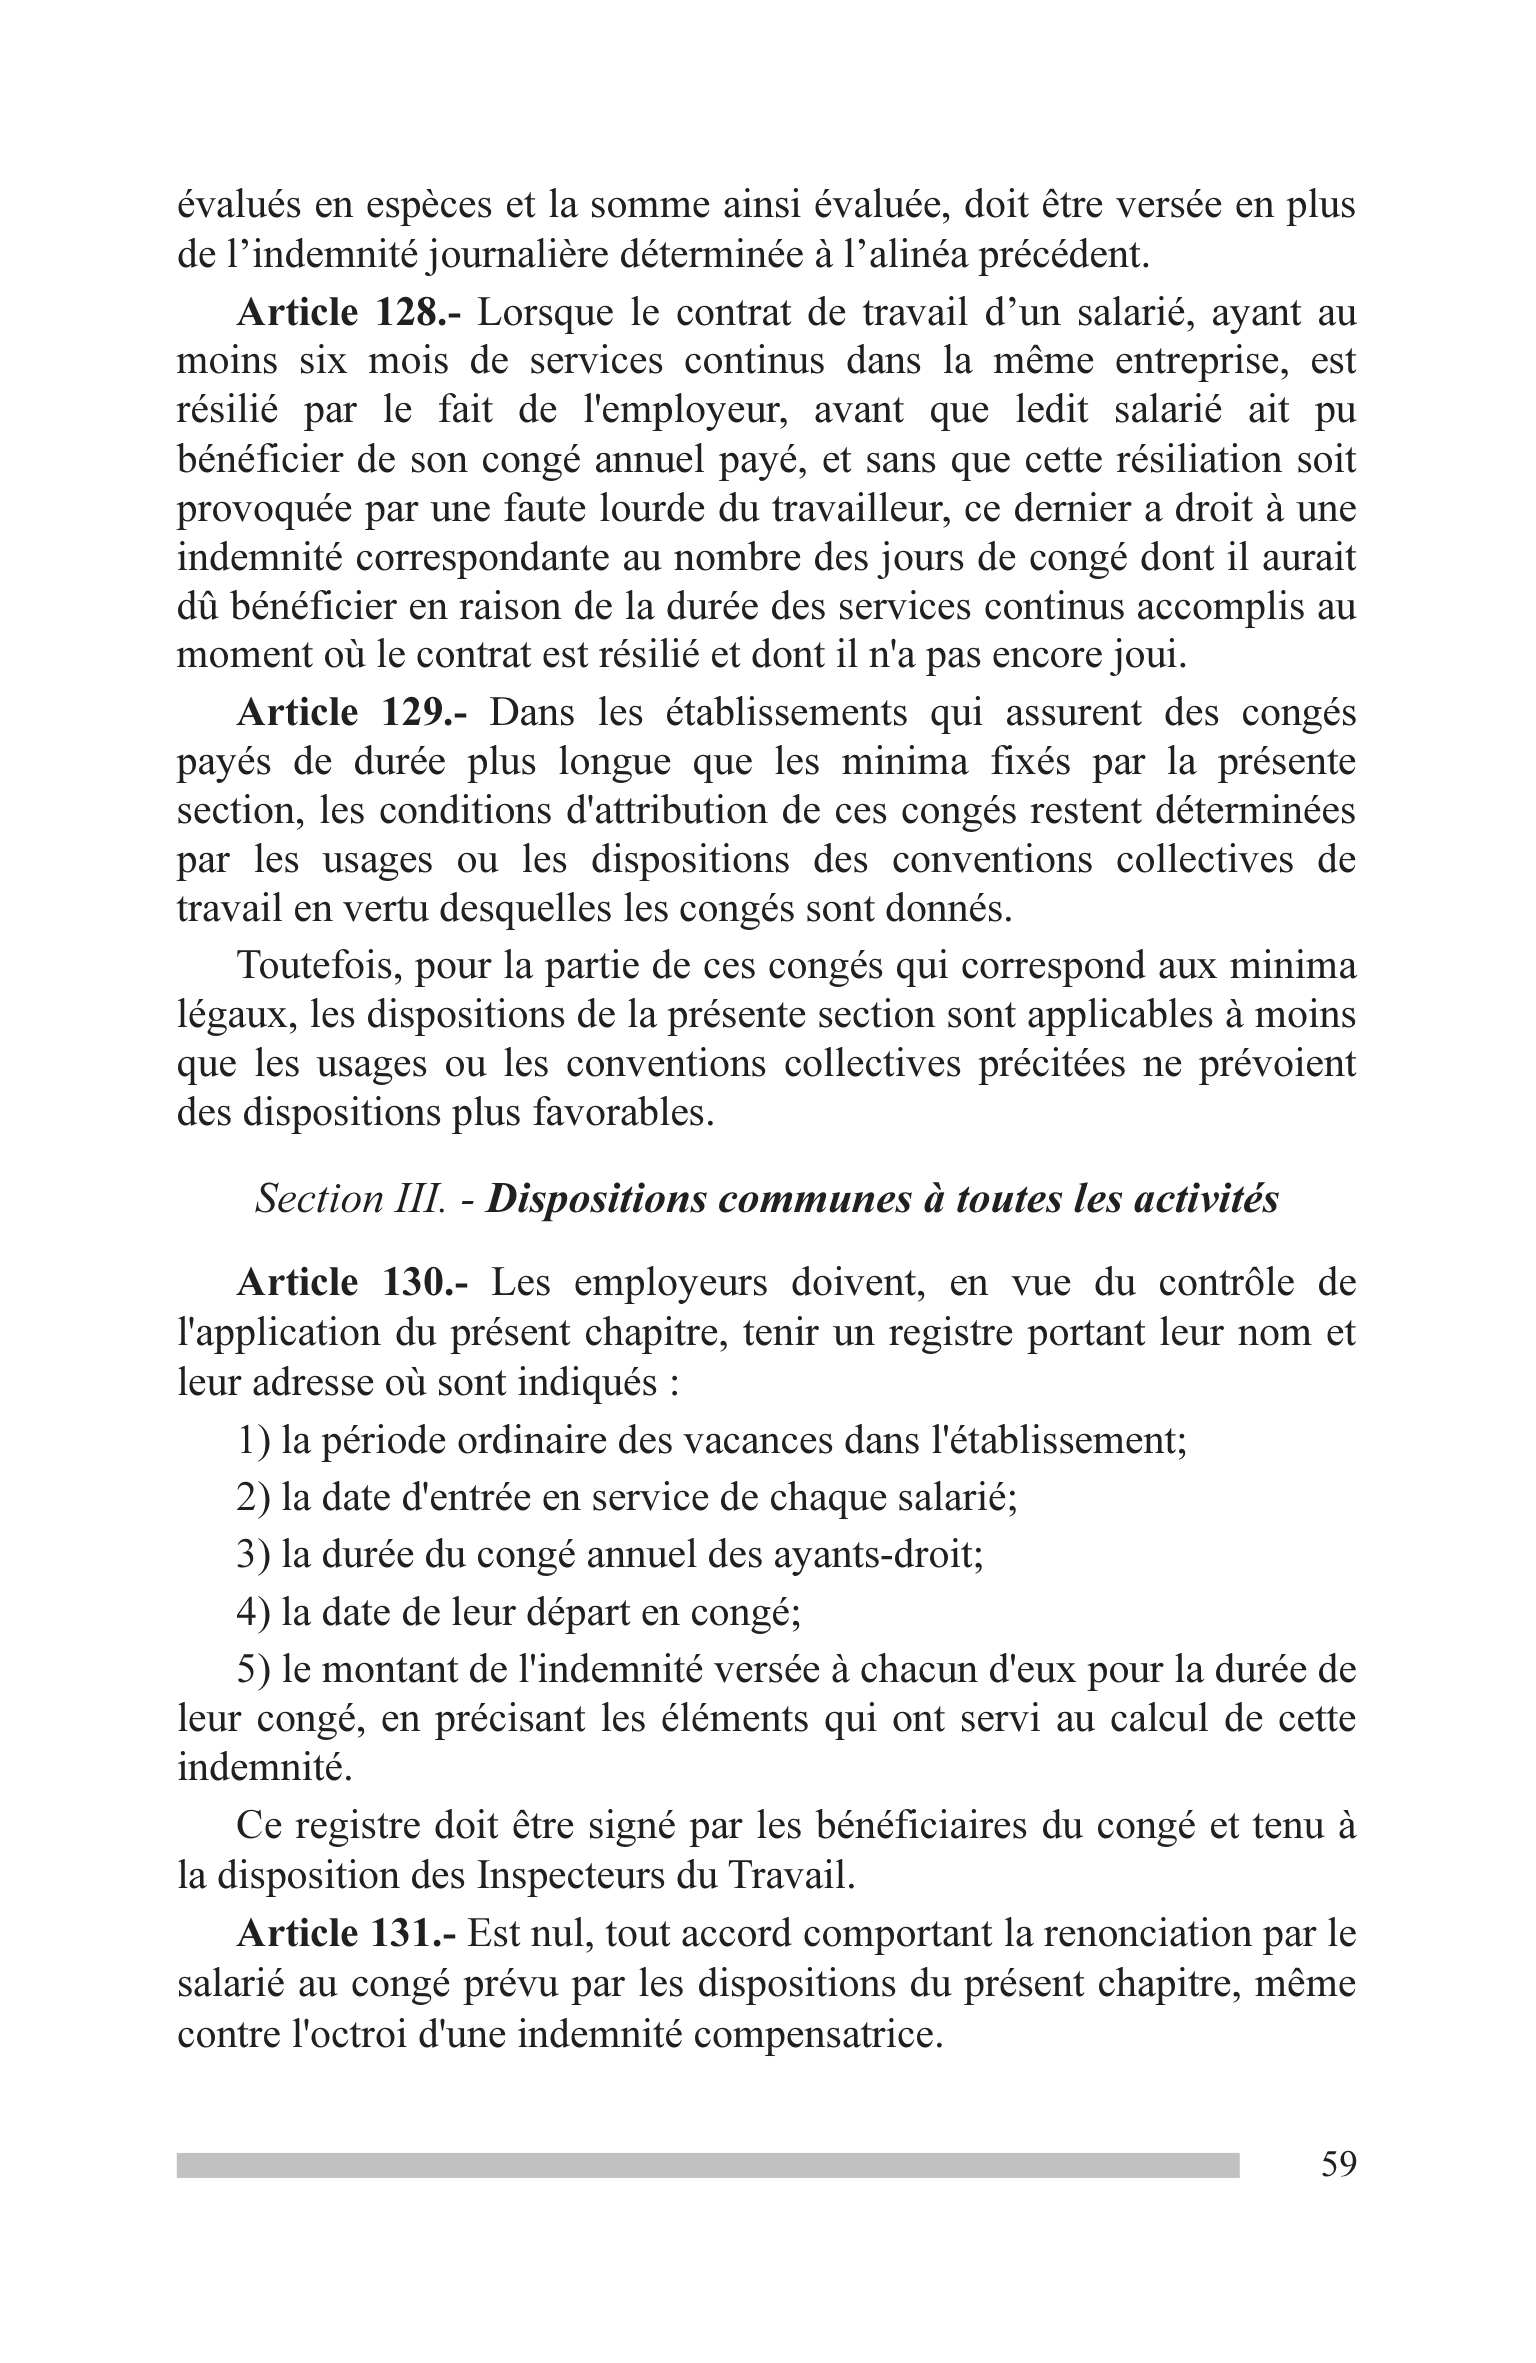 évalués en espèces et la somme ainsi évaluée, doit être versée en plus
de l’indemnité journalière déterminée à l’alinéa précédent.
Article 128.- Lorsque le contrat de travail d’un salarié, ayant au
moins six mois de services continus dans la même entreprise, est
résilié par le fait de l'employeur, avant que ledit salarié ait pu
bénéficier de son congé annuel payé, et sans que cette résiliation soit
provoquée par une faute lourde du travailleur, ce dernier a droit à une
indemnité correspondante au nombre des jours de congé dont il aurait
dû bénéficier en raison de la durée des services continus accomplis au
moment où le contrat est résilié et dont il n'a pas encore joui.
Article 129.- Dans les établissements qui assurent des congés
payés de durée plus longue que les minima fixés par la présente
section, les conditions d'attribution de ces congés restent déterminées
par les usages ou les dispositions des conventions collectives de
travail en vertu desquelles les congés sont donnés.
Toutefois, pour la partie de ces congés qui correspond aux minima
légaux, les dispositions de la présente section sont applicables à moins
que les usages ou les conventions collectives précitées ne prévoient
des dispositions plus favorables.
Section III. - Dispositions communes à toutes les activités
Article 130.- Les employeurs doivent, en vue du contrôle de
l'application du présent chapitre, tenir un registre portant leur nom et
leur adresse où sont indiqués :
1) la période ordinaire des vacances dans l'établissement;
2) la date d'entrée en service de chaque salarié;
3) la durée du congé annuel des ayants-droit;
4) la date de leur départ en congé;
5) le montant de l'indemnité versée à chacun d'eux pour la durée de
leur congé, en précisant les éléments qui ont servi au calcul de cette
indemnité.
Ce registre doit être signé par les bénéficiaires du congé et tenu à
la disposition des Inspecteurs du Travail.
Article 131.- Est nul, tout accord comportant la renonciation par le
salarié au congé prévu par les dispositions du présent chapitre, même
contre l'octroi d'une indemnité compensatrice.
59